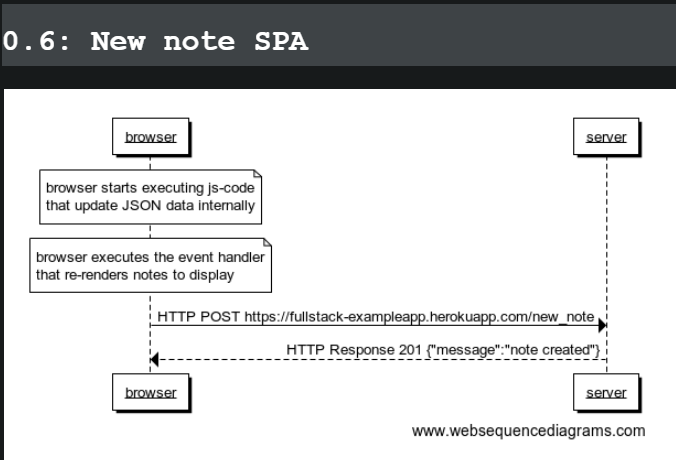 0.6: New note SPA
browser
server
browser starts executing js-code
that update JSON data internally
browser executes the event handler
that re-renders notes to display
HTTP POST https://fullstack-exampleapp.herokuapp.com/new_note
HTTP Response 201 {"message":"note created"}
browser
server
www.websequencediagrams.com